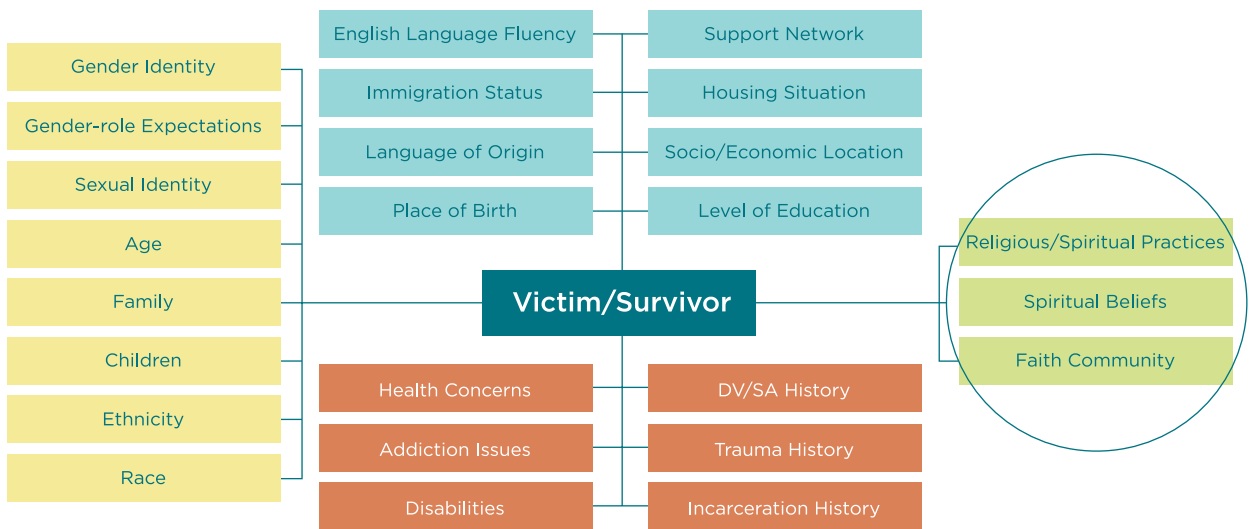 Gender Identity
Gender-role Expectations
Sexual Identity
Age
Family
Children
Ethnicity
Race
English Language Fluency
Support Network
Immigration Status
Housing Situation
Language of Origin
Socio/Economic Location
Place of Birth
Level of Education
Victim/Survivor
Health Concerns
DV/SA History
Addiction Issues
Trauma History
Disabilities
Incarceration History
Religious/Spiritual Practices
Spiritual Beliefs
Faith Community